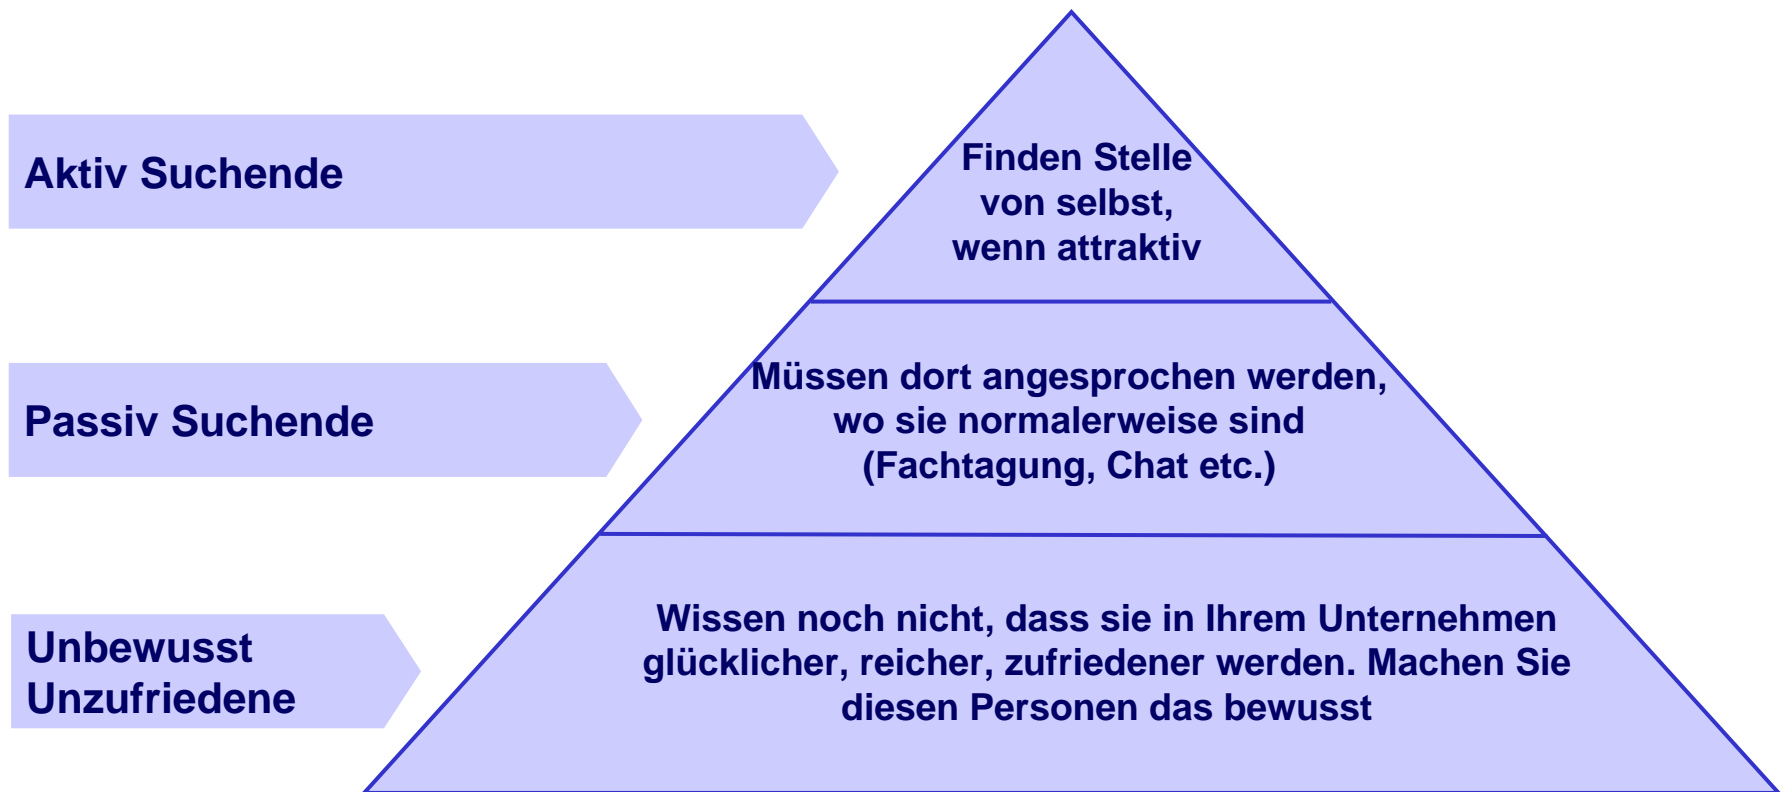 Aktiv Suchende
Finden Stelle
von selbst,
wenn attraktiv
Passiv Suchende
Müssen dort angesprochen werden,
wo sie normalerweise sind
(Fachtagung, Chat etc.)
Unbewusst
Unzufriedene
Wissen noch nicht, dass sie in Ihrem Unternehmen
glücklicher, reicher, zufriedener werden. Machen Sie
diesen Personen das bewusst